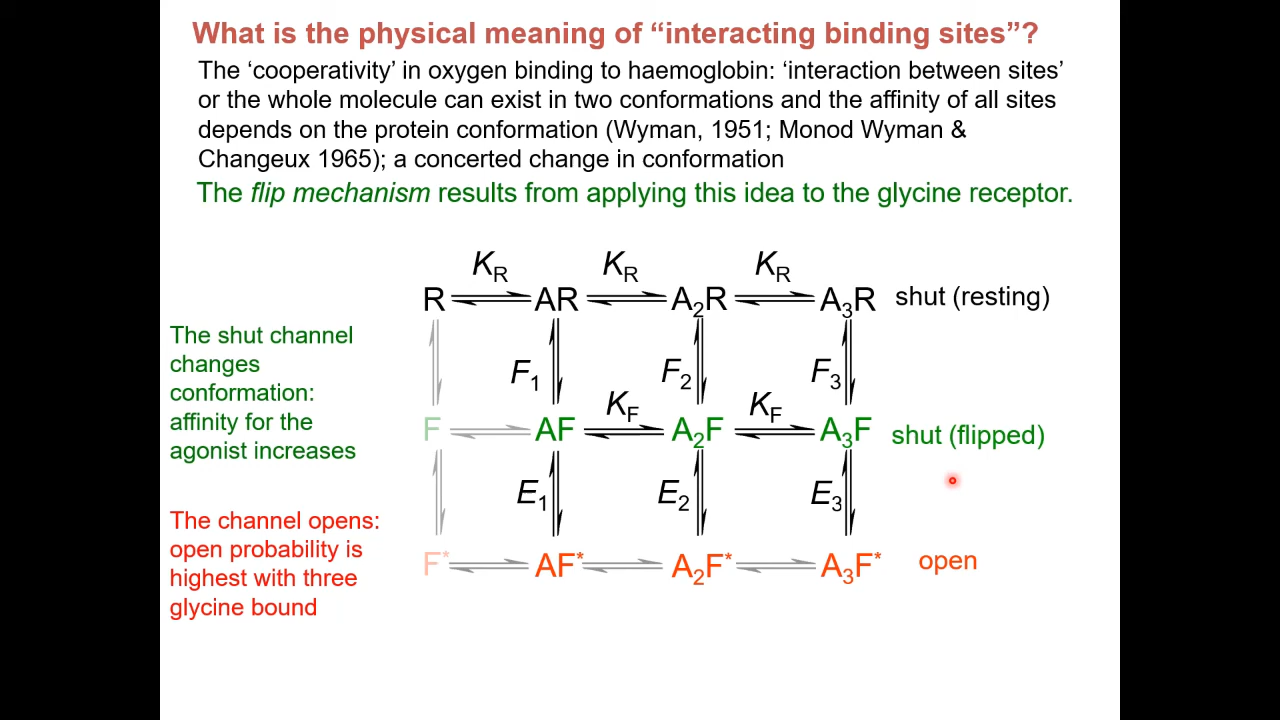 What is the physical meaning of “interacting binding sites”?
The ‘cooperativity’ in oxygen binding to haemoglobin: ‘interaction between sites’
or the whole molecule can exist in two conformations and the affinity of all sites
depends on the protein conformation (Wyman, 1951; Monod Wyman &
Changeux 1965); a concerted change in conformation
The flip mechanism results from applying this idea to the glycine receptor.
K_R K_R K_R
R AR A₂R A₃R shut (resting)
The shut channel
changes
conformation:
affinity for the
agonist increases
F₁ F₂ F₃
K_F K_F
F AF A₂F A₃F shut (flipped)
E₁ E₂ E₃
The channel opens:
open probability is
highest with three
glycine bound
F* AF* A₂F* A₃F* open